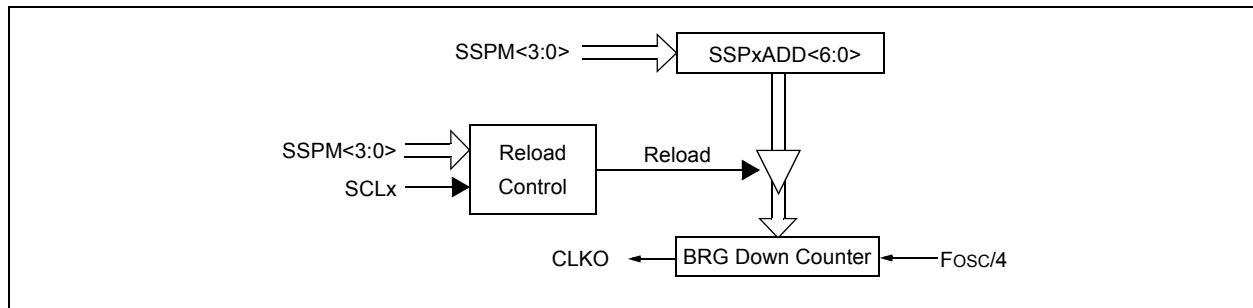 SSPM<3:0>
SSPxADD<6:0>
SSPM<3:0>
SCLx
Reload
Control
Reload
CLKO
BRG Down Counter
FOSC/4